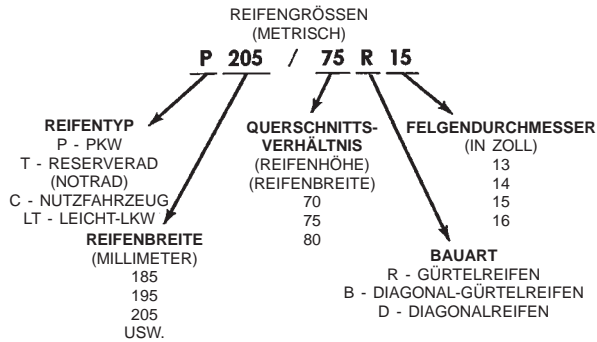 REIFENGRÖSSEN
(METRISCH)
P 205 / 75 R 15
REIFENTYP
P - PKW
T - RESERVERAD
(NOTRAD)
C - NUTZFAHRZEUG
LT - LEICHT-LKW
REIFENBREITE
(MILLIMETER)
185
195
205
USW.
QUERSCHNITTS-
VERHÄLTNIS
(REIFENHÖHE)
(REIFENBREITE)
70
75
80
FELGENDURCHMESSER
(IN ZOLL)
13
14
15
16
BAUART
R - GÜRTELREIFEN
B - DIAGONAL-GÜRTELREIFEN
D - DIAGONALREIFEN